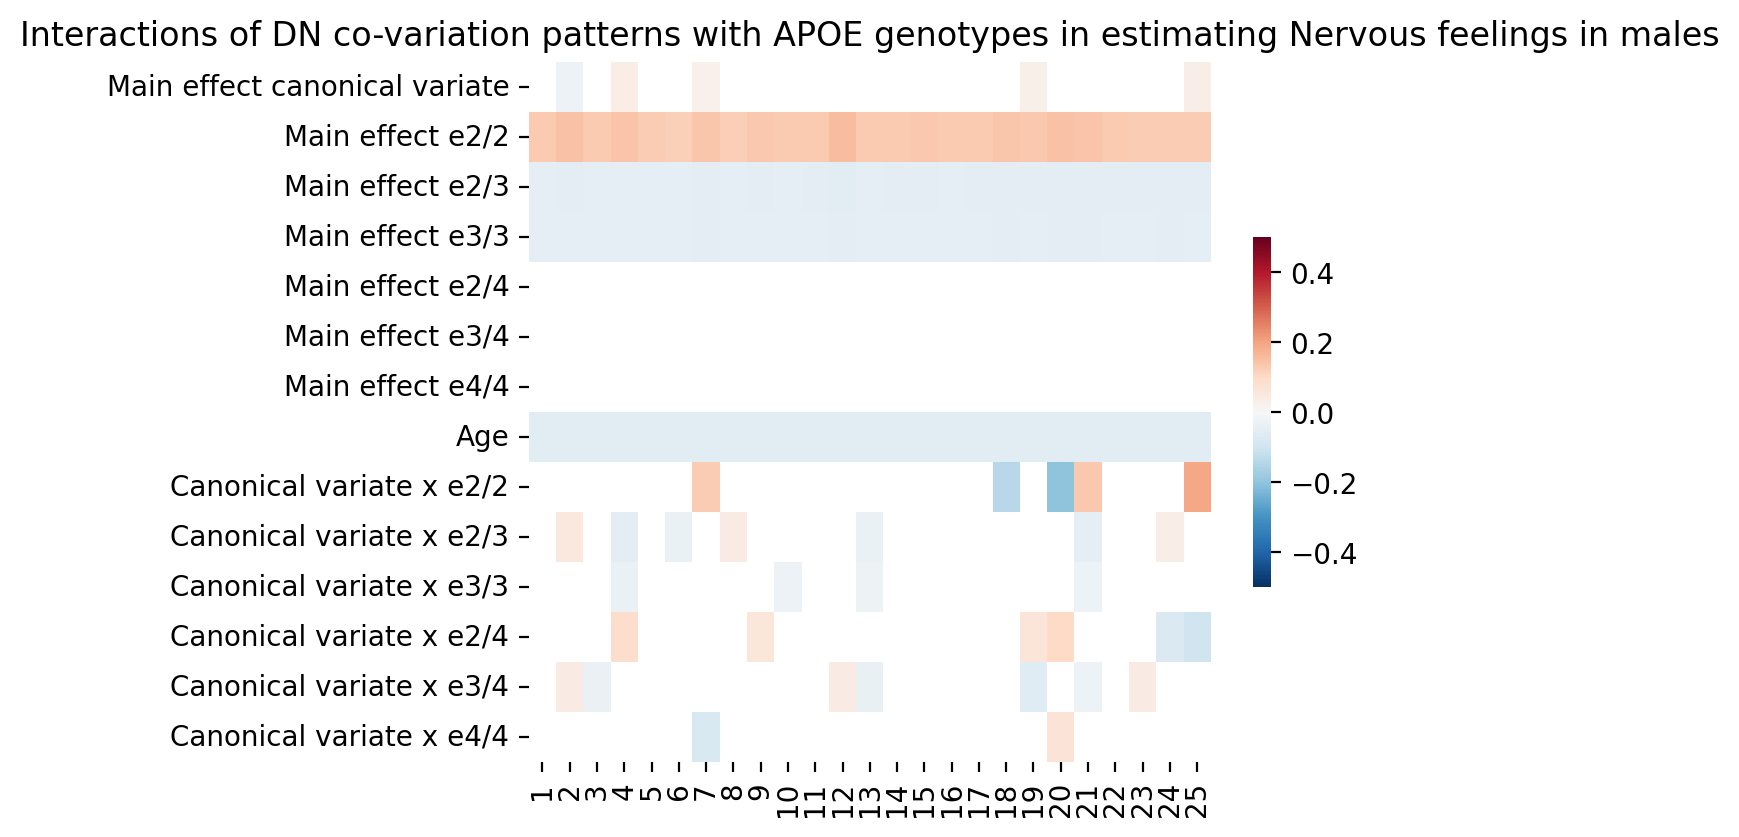 Interactions of DN co-variation patterns with APOE genotypes in estimating Nervous feelings in males
Main effect canonical variate
Main effect e2/2
Main effect e2/3
Main effect e3/3
Main effect e2/4
Main effect e3/4
Main effect e4/4
Age
Canonical variate x e2/2
Canonical variate x e2/3
Canonical variate x e3/3
Canonical variate x e2/4
Canonical variate x e3/4
Canonical variate x e4/4
1 2 3 4 5 6 7 8 9 10 11 12 13 14 15 16 17 18 19 20 21 22 23 24 25
0.4
0.2
0.0
−0.2
−0.4